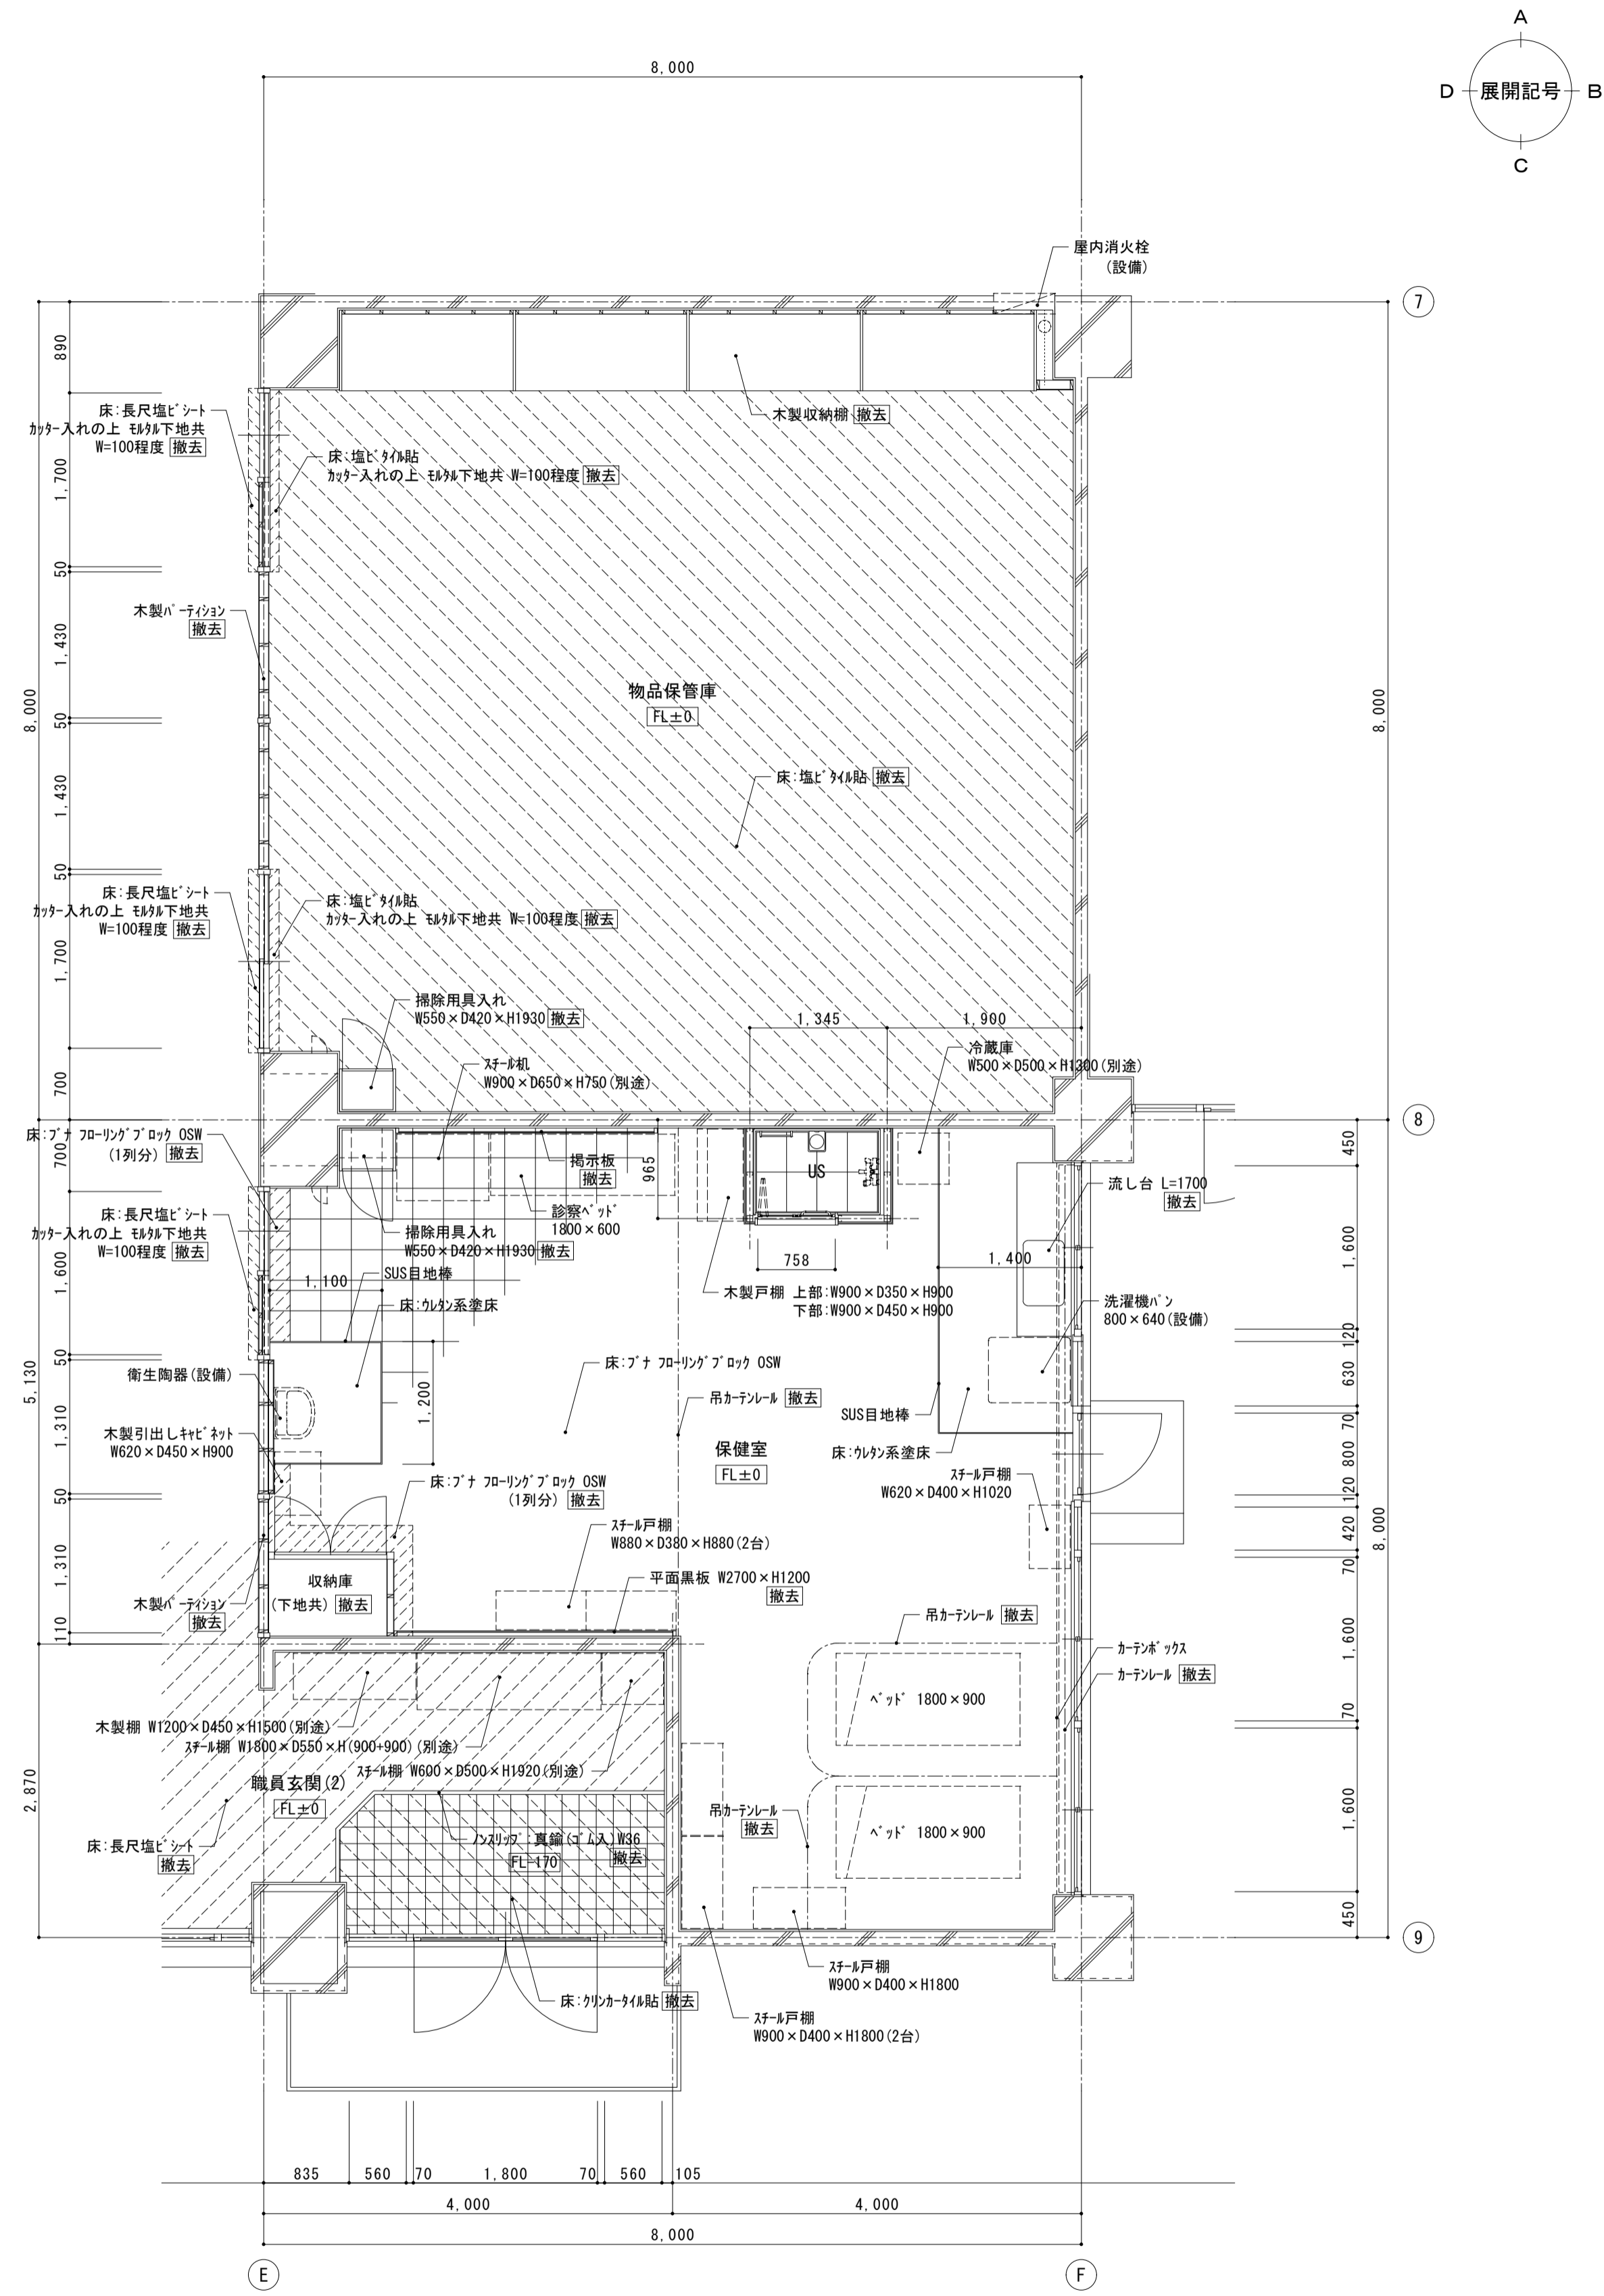 A
D
展開記号
B
C
8,000
屋内消火栓
(設備)
7
890
木製収納棚 撤去
床:長尺塩ﾋﾞｼｰﾄ
ｶｯﾀｰ入れの上 ﾓﾙﾀﾙ下地共
W=100程度 撤去
床:塩ﾋﾞﾀｲﾙ貼
ｶｯﾀｰ入れの上 ﾓﾙﾀﾙ下地共 W=100程度 撤去
1,700
50
木製ﾊﾟｰﾃｨｼｮﾝ
撤去
1,430
8,000
50
物品保管庫
FL±0
8,000
床:塩ﾋﾞﾀｲﾙ貼 撤去
1,430
50
床:長尺塩ﾋﾞｼｰﾄ
ｶｯﾀｰ入れの上 ﾓﾙﾀﾙ下地共
W=100程度 撤去
床:塩ﾋﾞﾀｲﾙ貼
ｶｯﾀｰ入れの上 ﾓﾙﾀﾙ下地共 W=100程度 撤去
1,700
掃除用具入れ
W550×D420×H1930 撤去
1,345
1,900
冷蔵庫
W500×D500×H1300(別途)
ｽﾁｰﾙ机
W900×D650×H750(別途)
700
8
床:ﾌﾞﾅ ﾌﾛｰﾘﾝｸﾞﾌﾞﾛｯｸ OSW
(1列分) 撤去
700
掲示板
撤去
965
US
450
流し台 L=1700
撤去
診察ﾍﾞｯﾄﾞ
1800×600
床:長尺塩ﾋﾞｼｰﾄ
ｶｯﾀｰ入れの上 ﾓﾙﾀﾙ下地共
W=100程度 撤去
掃除用具入れ
W550×D420×H1930 撤去
1,600
1,600
758
1,400
1,100
SUS目地棒
木製戸棚 上部:W900×D350×H900
下部:W900×D450×H900
洗濯機ﾊﾟﾝ
800×640(設備)
床:ｳﾚﾀﾝ系塗床
120
50
床:ﾌﾞﾅ ﾌﾛｰﾘﾝｸﾞﾌﾞﾛｯｸ OSW
衛生陶器(設備)
630
5,130
1,200
吊ｶｰﾃﾝﾚｰﾙ 撤去
SUS目地棒
70
1,310
木製引出しｷｬﾋﾞﾈｯﾄ
W620×D450×H900
保健室
FL±0
床:ｳﾚﾀﾝ系塗床
800
床:ﾌﾞﾅ ﾌﾛｰﾘﾝｸﾞﾌﾞﾛｯｸ OSW
(1列分) 撤去
ｽﾁｰﾙ戸棚
W620×D400×H1020
50
120
ｽﾁｰﾙ戸棚
W880×D380×H880(2台)
420
8,000
1,310
70
収納庫
(下地共) 撤去
平面黒板 W2700×H1200
撤去
木製ﾊﾟｰﾃｨｼｮﾝ
撤去
吊ｶｰﾃﾝﾚｰﾙ 撤去
110
1,600
ｶｰﾃﾝﾎﾞｯｸｽ
ｶｰﾃﾝﾚｰﾙ 撤去
ﾍﾞｯﾄﾞ 1800×900
70
木製棚 W1200×D450×H1500(別途)
ｽﾁｰﾙ棚 W1800×D550×H(900+900)(別途)
ｽﾁｰﾙ棚 W600×D500×H1920(別途)
職員玄関(2)
FL±0
2,870
吊ｶｰﾃﾝﾚｰﾙ
撤去
1,600
床:長尺塩ﾋﾞｼｰﾄ
撤去
ﾉﾝｽﾘｯﾌﾟ:真鍮(ｺﾞﾑ入)W36
撤去
FL-170
ﾍﾞｯﾄﾞ 1800×900
450
9
ｽﾁｰﾙ戸棚
W900×D400×H1800
床:ｸﾘﾝｶｰﾀｲﾙ貼 撤去
ｽﾁｰﾙ戸棚
W900×D400×H1800(2台)
835 560 70 1,800 70 560 105
4,000 4,000
8,000
E F